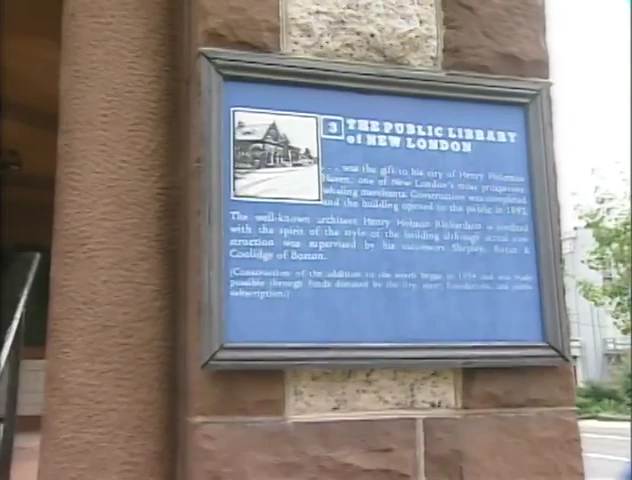 3 THE PUBLIC LIBRARY
of NEW LONDON
. . . was the gift to his city of Henry
Haven, one of New London's most prosperous
whaling merchants. Construction was completed
and the building opened to the public in 1892.
The well-known architect Henry Hobson Richardson is credited
with the spirit of the style of the building although actual con-
struction was supervised by his successors Shepley, Rutan &
Coolidge of Boston.
(Construction of the addition to the north began in and was made
possible through funds donated by the city, state, foundations, and public
subscription.)